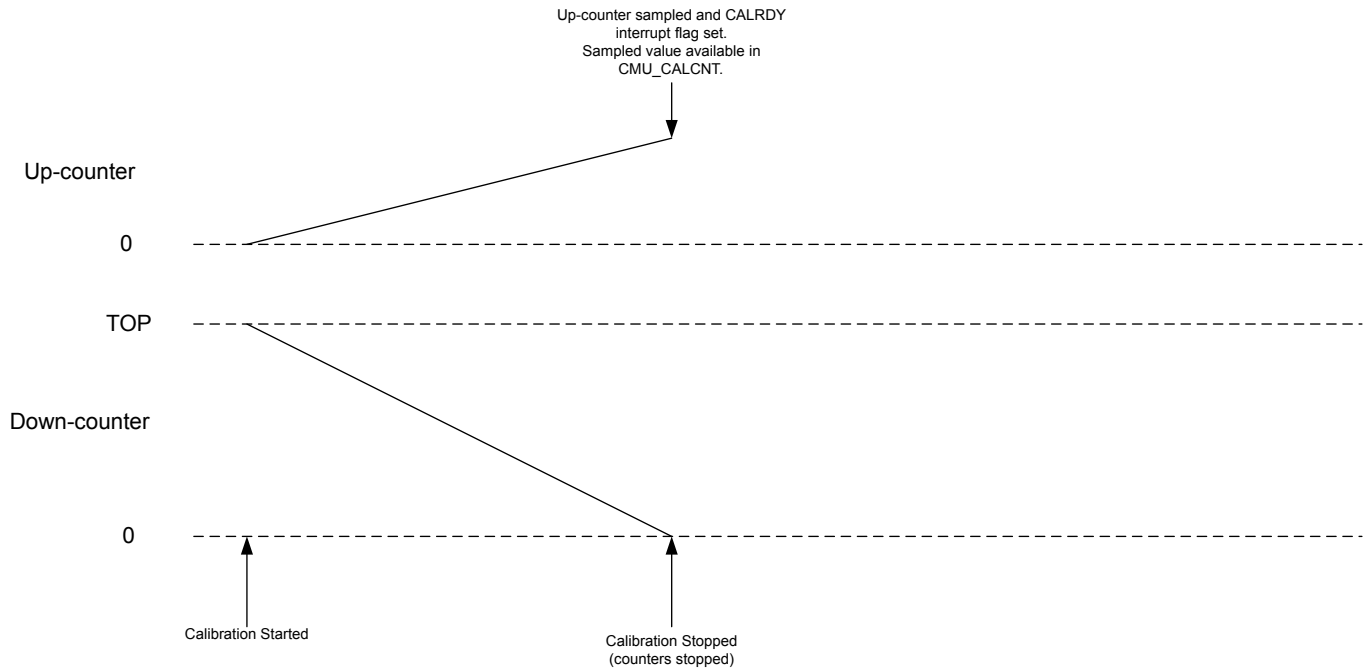 Up-counter sampled and CALRDY
interrupt flag set.
Sampled value available in
CMU_CALCNT.
Up-counter
0
TOP
Down-counter
0
Calibration Started
Calibration Stopped
(counters stopped)